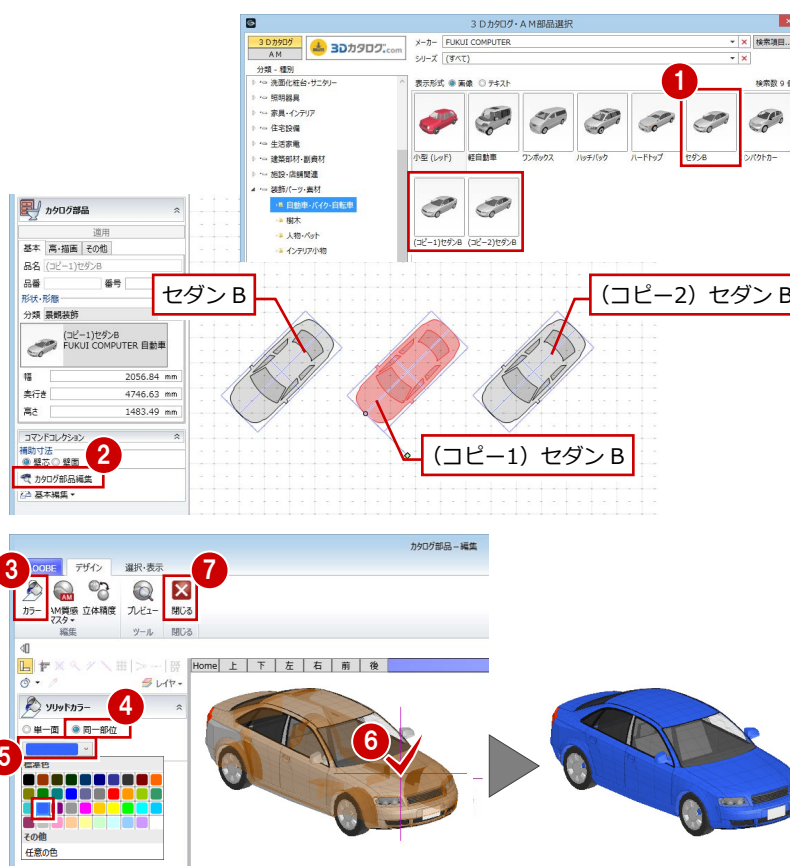 3Dカタログ・AM部品選択
3Dカタログ
AM
3Dカタログ.com
メーカー FUKUI COMPUTER
検索項目...
シリーズ (すべて)
分類 - 種別
洗面化粧台・サニタリー
照明器具
家具・インテリア
住宅設備
生活家電
建築部材・副資材
施設・店舗関連
装飾パーツ・素材
自動車・バイク・自転車
樹木
人物・ペット
インテリア小物
表示形式 画像 テキスト
検索数 9
1
小型 (レッド) 軽自動車 ワンボックス ハッチバック ハードトップ セダンB
ンパクトカー
(コピー1)セダンB (コピー2)セダンB
カタログ部品
適用
基本 高・描画 その他
品名 (コピー1)セダンB
品番 番号
形状・形態
分類 景観装飾
(コピー1)セダンB
FUKUI COMPUTER 自動車
幅 2056.84 mm
奥行き 4746.63 mm
高さ 1483.49 mm
コマンドコレクション
補助寸法
壁芯 壁面
2
カタログ部品編集
基本編集
セダン B
(コピー2) セダン B
(コピー1) セダン B
カタログ部品 – 編集
3
デザイン 選択・表示
7
カラー AM質感マスタ 立体精度 プレビュー 閉じる
編集 ツール 閉じる
レイヤ
Home 上 下 左 右 前 後
ソリッドカラー
4
単一面 同一部位
5
標準色
6
その他
任意の色